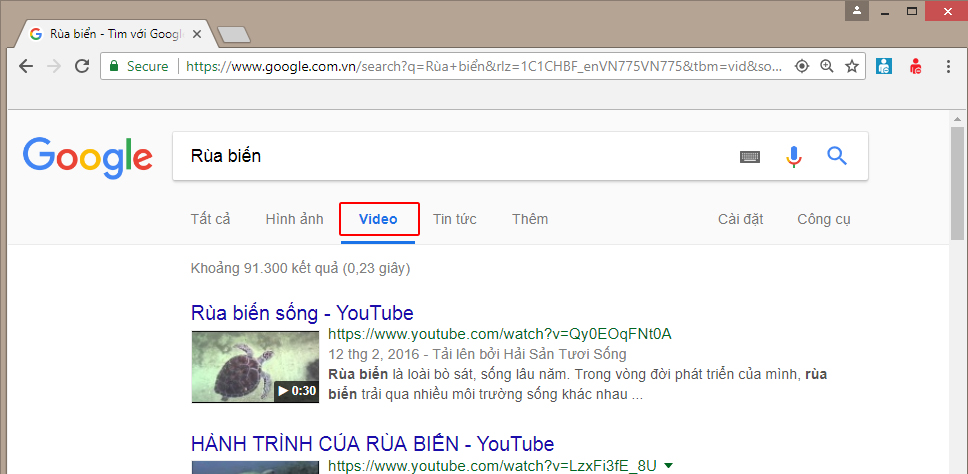 Rùa biển - Tìm với Googl
Secure https://www.google.com.vn/search?q=Rùa+biển&rlz=1C1CHBF_enVN775VN775&tbm=vid&so...
Google Rùa biển
Tất cả Hình ảnh Video Tin tức Thêm Cài đặt Công cụ
Khoảng 91.300 kết quả (0,23 giây)
Rùa biển sống - YouTube
https://www.youtube.com/watch?v=Qy0EOqFNt0A
12 thg 2, 2016 - Tải lên bởi Hải Sản Tươi Sống
Rùa biển là loài bò sát, sống lâu năm. Trong vòng đời phát triển của mình, rùa
biển trải qua nhiều môi trường sống khác nhau ...
0:30
HÀNH TRÌNH CỦA RÙA BIỂN - YouTube
https://www.youtube.com/watch?v=LzxFi3fE_8U